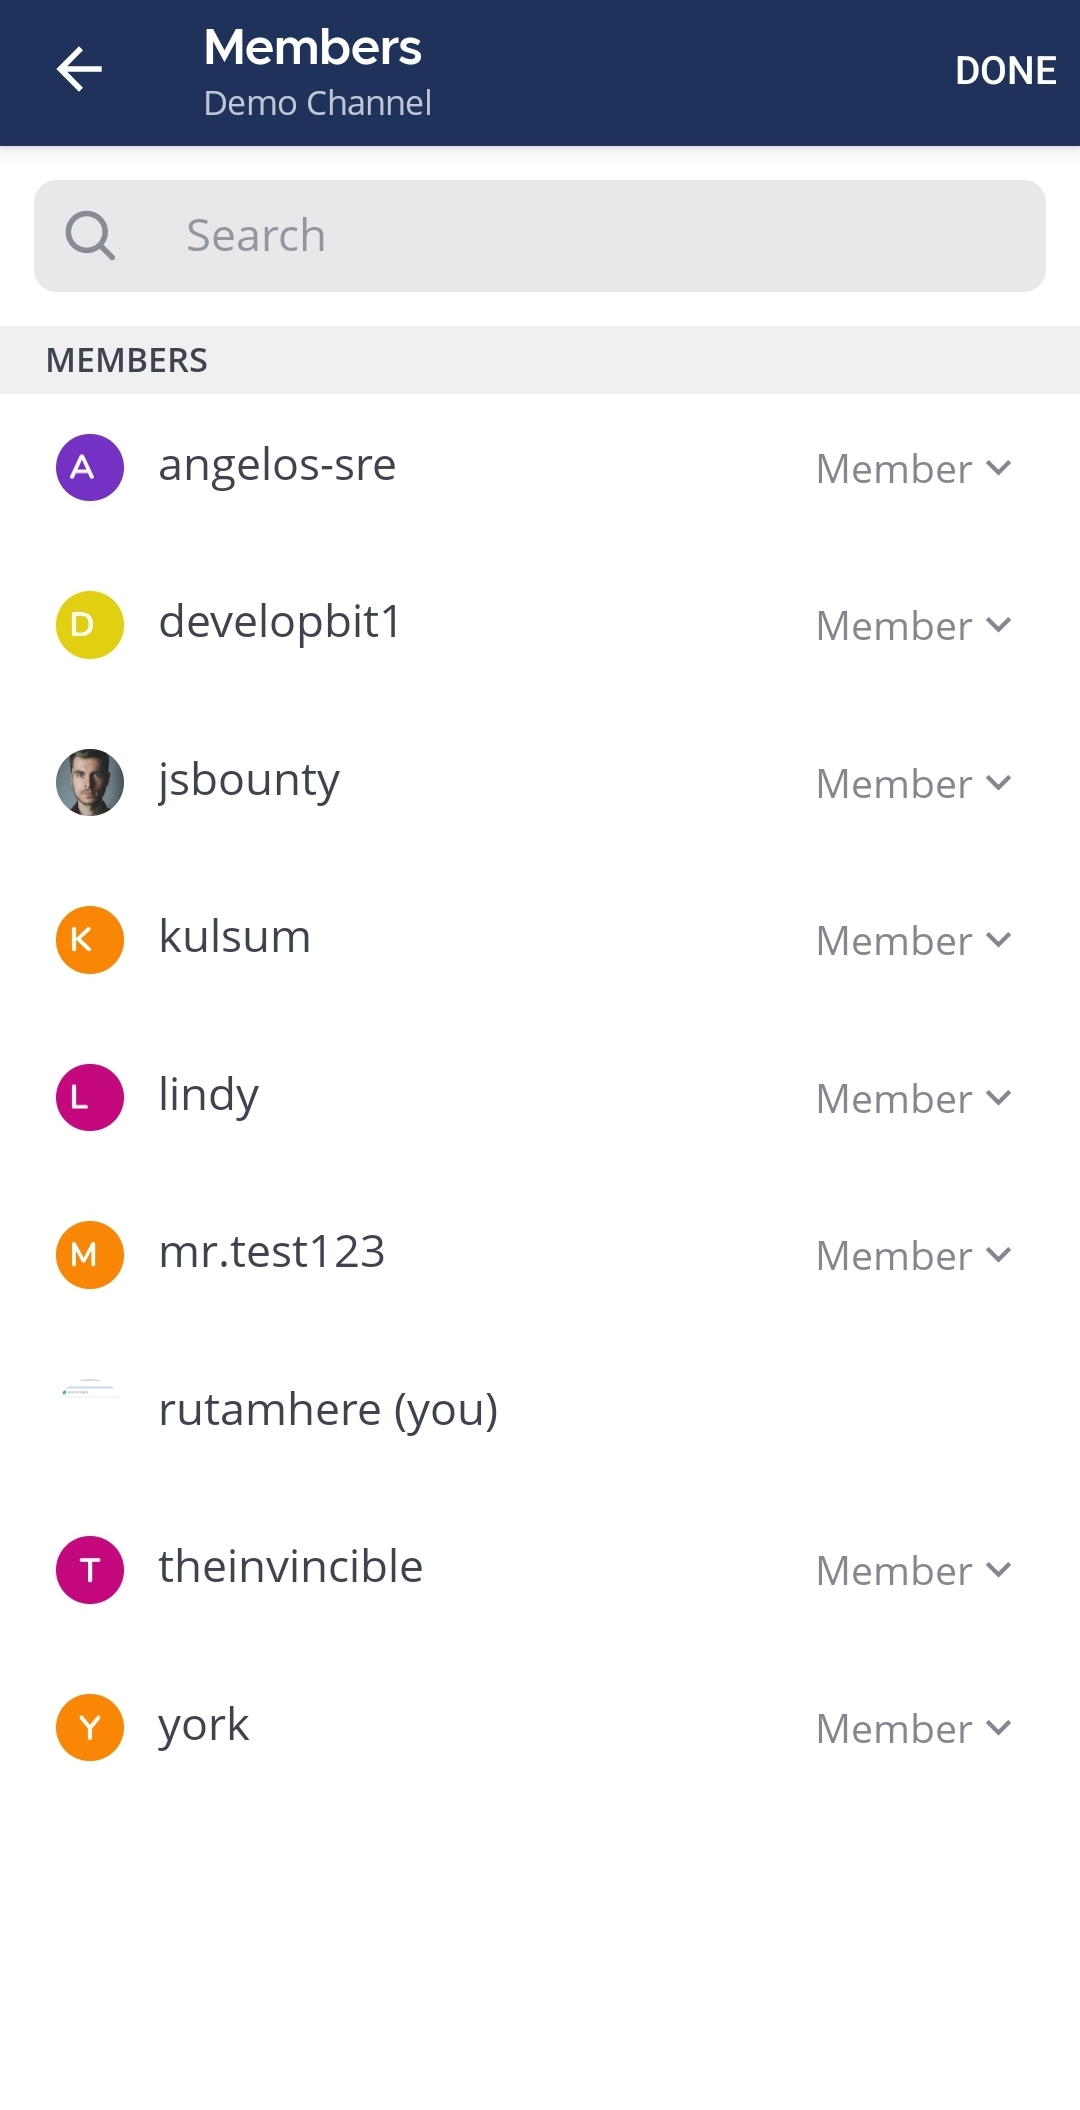 Members
Demo Channel
DONE
Search
MEMBERS
A angelos-sre Member
D developbit1 Member
jsbounty Member
K kulsum Member
L lindy Member
M mr.test123 Member
rutamhere (you)
T theinvincible Member
Y york Member